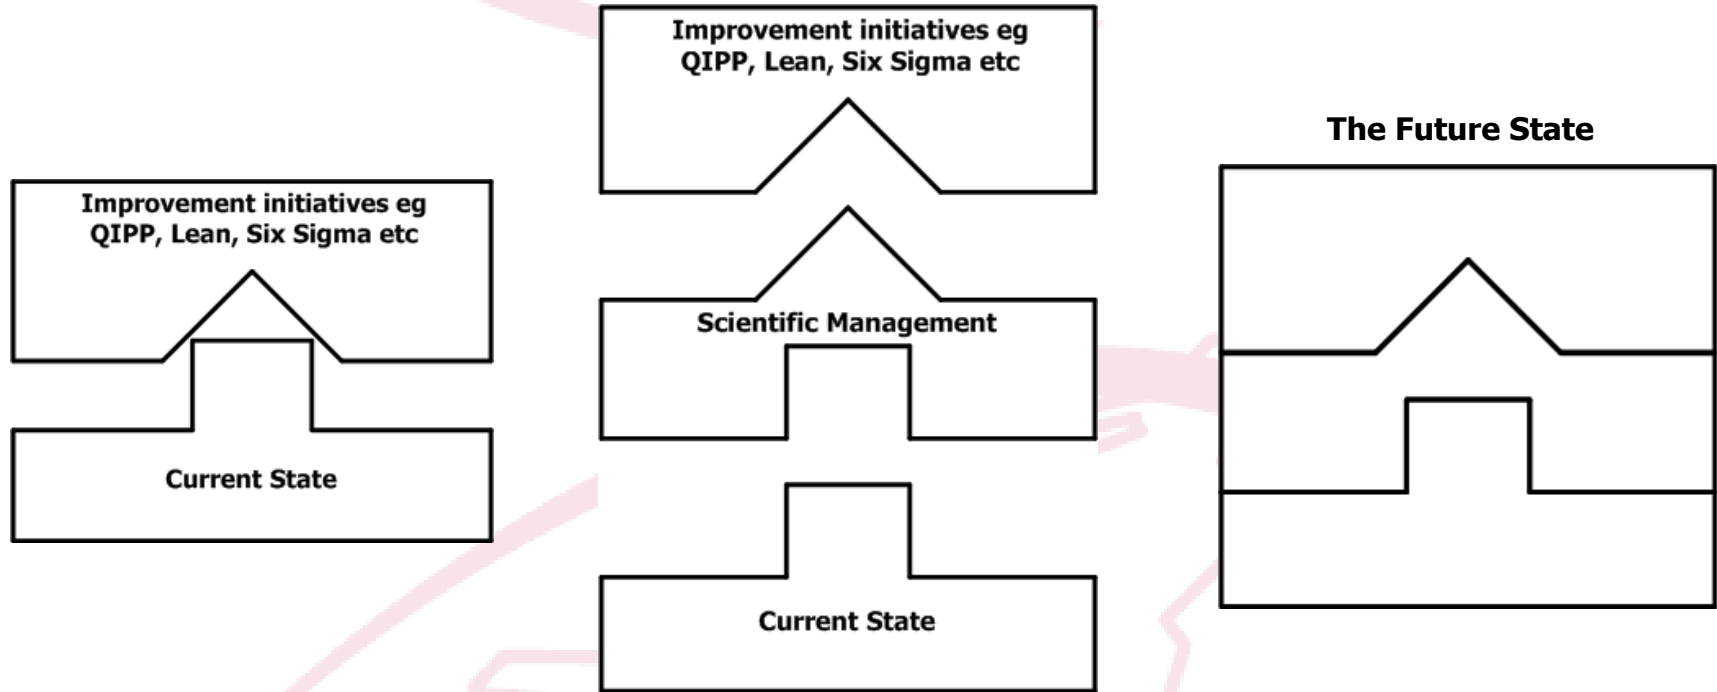 Improvement initiatives eg
QIPP, Lean, Six Sigma etc
Current State
Improvement initiatives eg
QIPP, Lean, Six Sigma etc
Scientific Management
Current State
The Future State